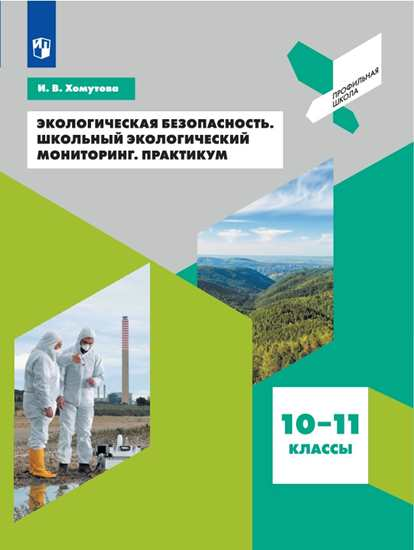 И. В. Хомутова
ПРОФИЛЬНАЯ
ШКОЛА
ЭКОЛОГИЧЕСКАЯ БЕЗОПАСНОСТЬ.
ШКОЛЬНЫЙ ЭКОЛОГИЧЕСКИЙ
МОНИТОРИНГ. ПРАКТИКУМ
10–11
КЛАССЫ